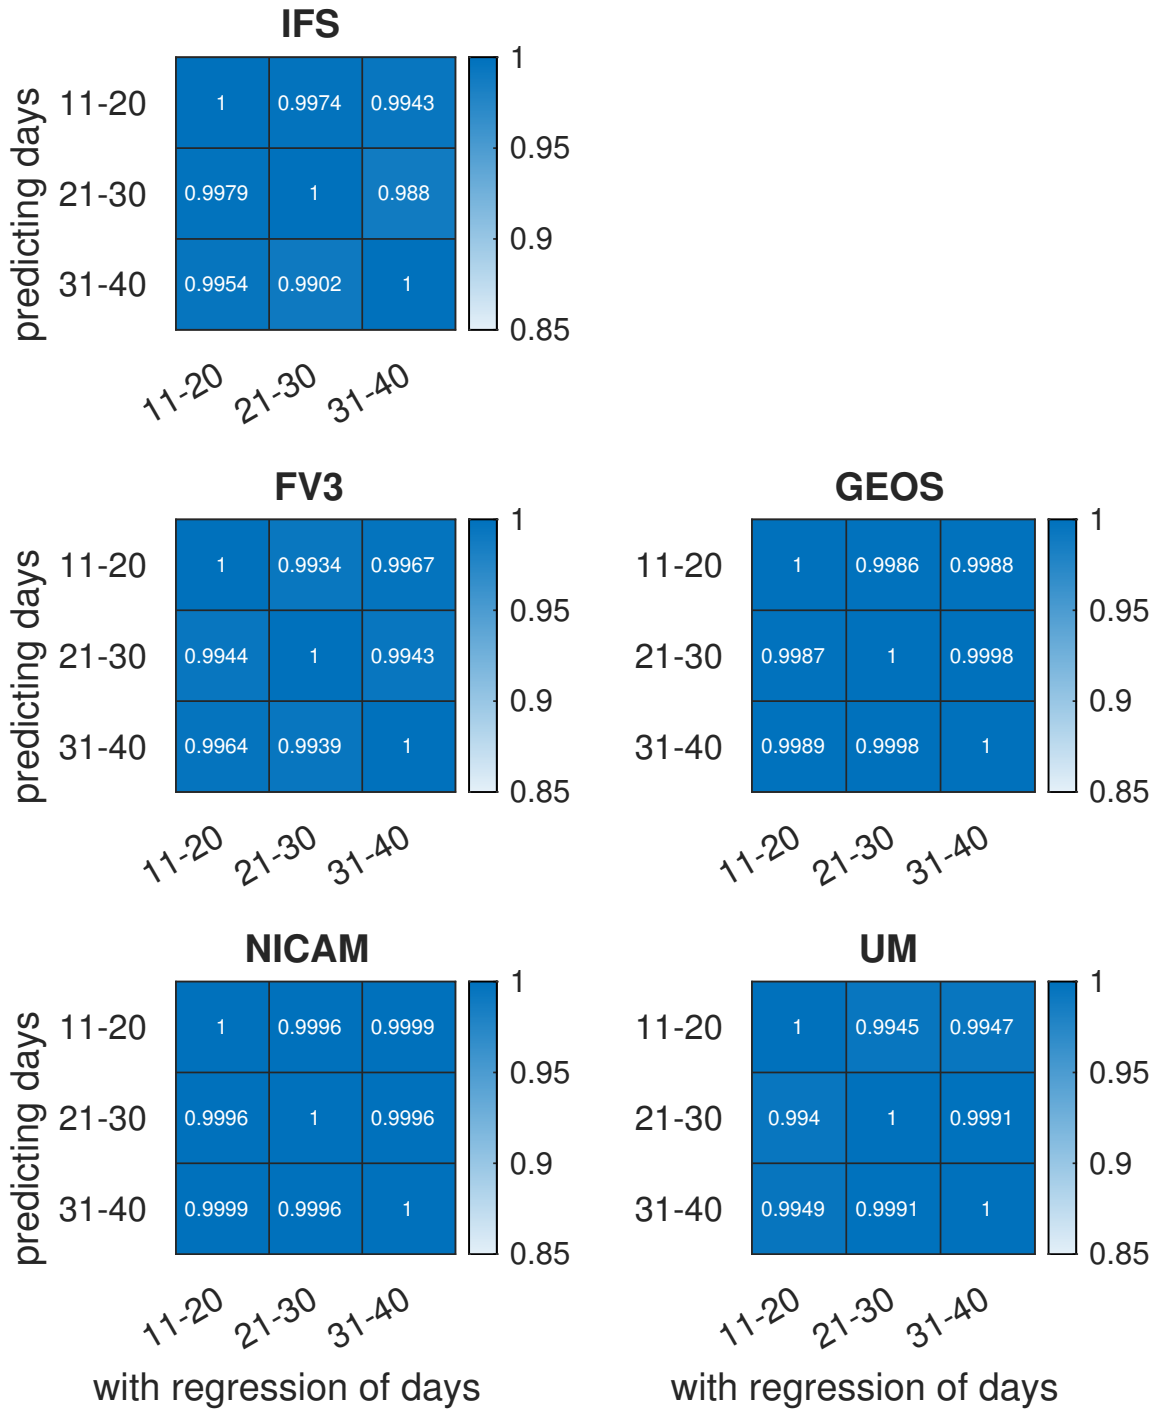 IFS
predicting days
11-20 1 0.9974 0.9943
21-30 0.9979 1 0.988
31-40 0.9954 0.9902 1
11-20 21-30 31-40
1
0.95
0.9
0.85
FV3
predicting days
11-20 1 0.9934 0.9967
21-30 0.9944 1 0.9943
31-40 0.9964 0.9939 1
11-20 21-30 31-40
1
0.95
0.9
0.85
GEOS
11-20 1 0.9986 0.9988
21-30 0.9987 1 0.9998
31-40 0.9989 0.9998 1
11-20 21-30 31-40
1
0.95
0.9
0.85
NICAM
predicting days
11-20 1 0.9996 0.9999
21-30 0.9996 1 0.9996
31-40 0.9999 0.9996 1
11-20 21-30 31-40
with regression of days
1
0.95
0.9
0.85
UM
11-20 1 0.9945 0.9947
21-30 0.994 1 0.9991
31-40 0.9949 0.9991 1
11-20 21-30 31-40
with regression of days
1
0.95
0.9
0.85